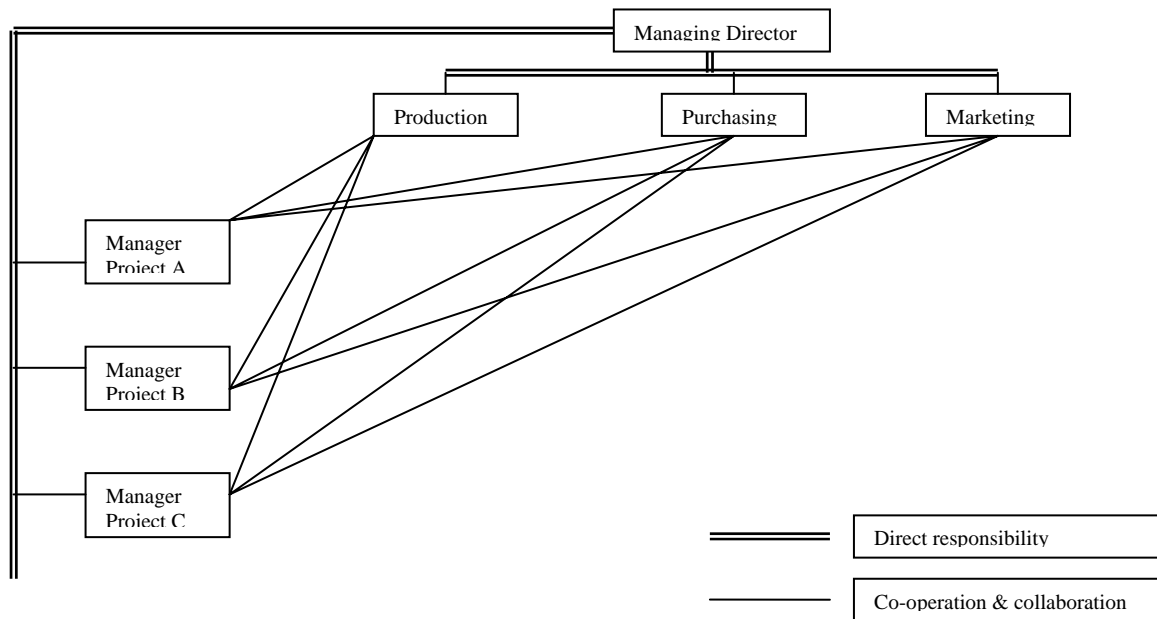 Managing Director
Production
Purchasing
Marketing
Manager
Project A
Manager
Project B
Manager
Project C
Direct responsibility
Co-operation & collaboration